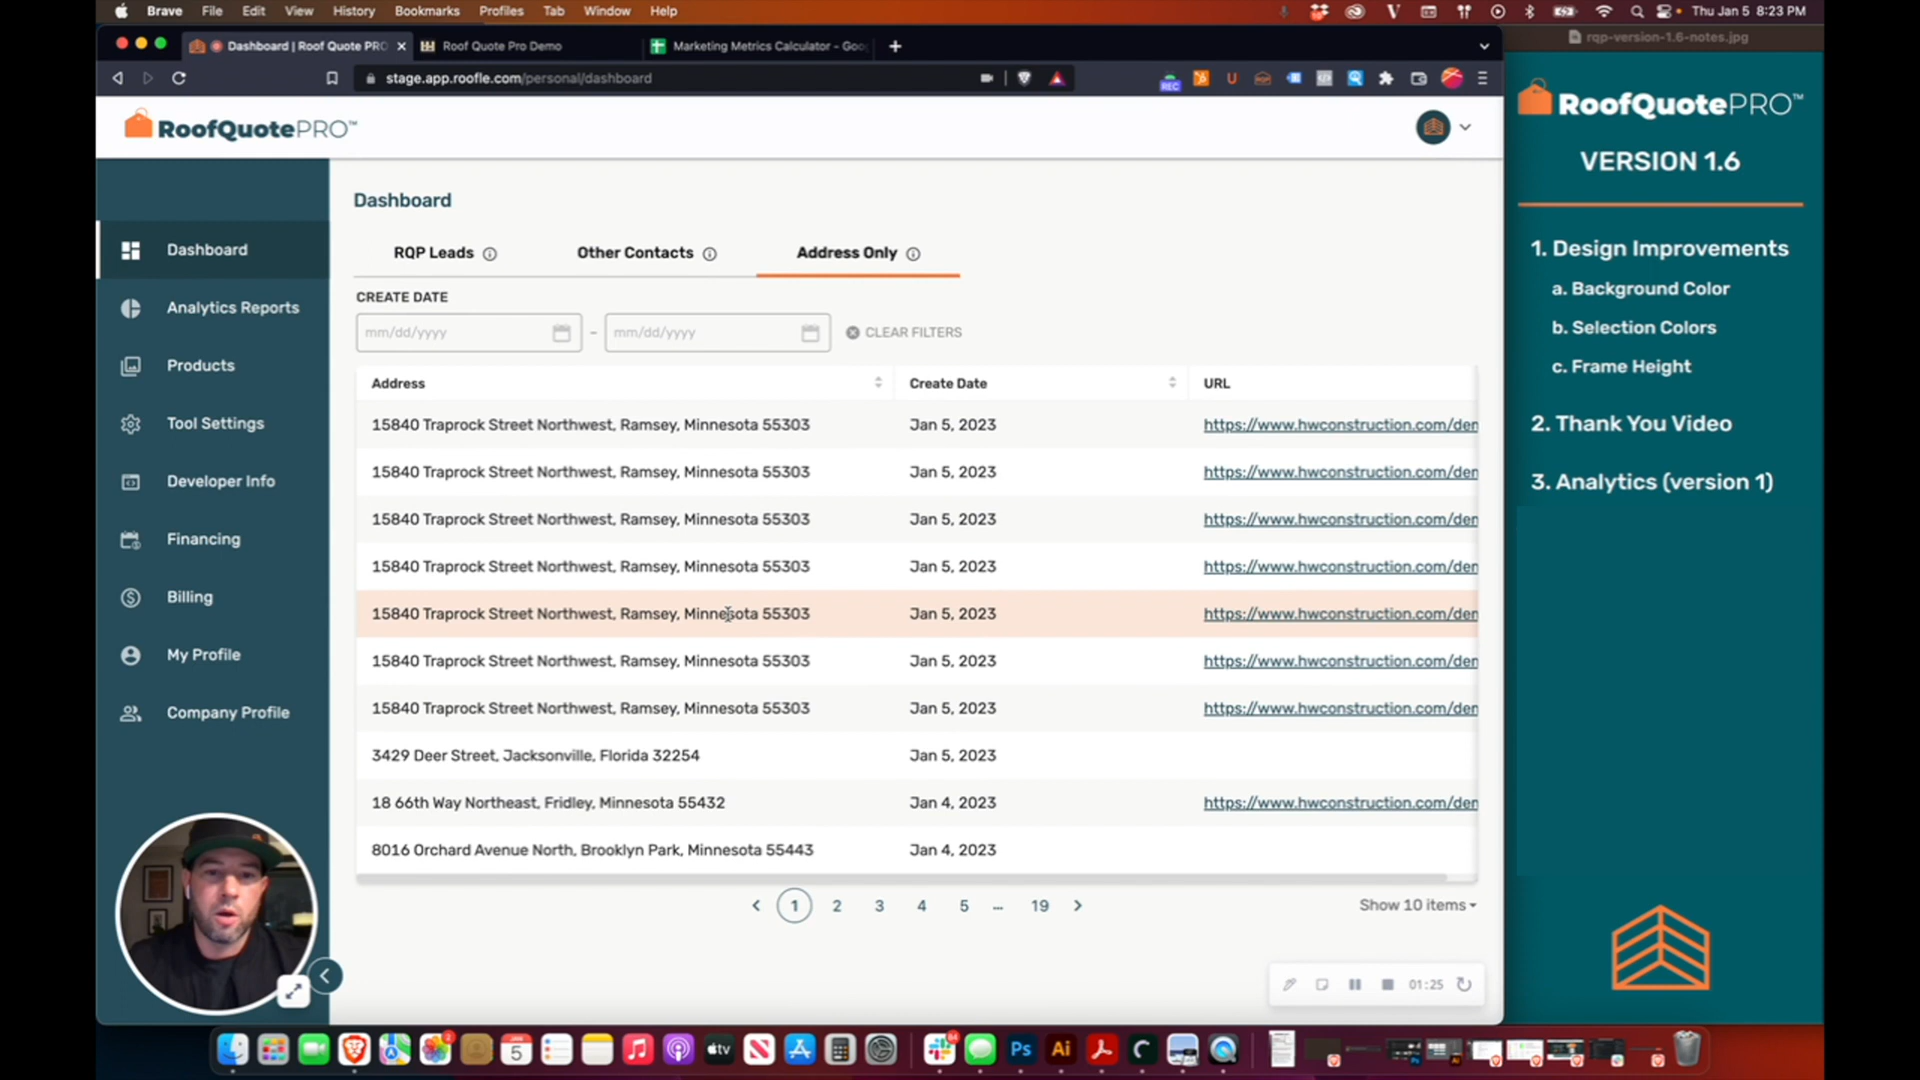 Brave File Edit View History Bookmarks Profiles Tab Window Help
Thu Jan 5 8:23 PM
Dashboard | Roof Quote PRO
Roof Quote Pro Demo
Marketing Metrics Calculator - Goo
rqp-version-1.6-notes.jpg
stage.app.roofle.com/personal/dashboard
REC
RoofQuotePRO™
Dashboard
Analytics Reports
Products
Tool Settings
Developer Info
Financing
Billing
My Profile
Company Profile
Dashboard
RQP Leads Other Contacts Address Only
CREATE DATE
mm/dd/yyyy – mm/dd/yyyy CLEAR FILTERS
Address Create Date URL
15840 Traprock Street Northwest, Ramsey, Minnesota 55303 Jan 5, 2023 https://www.hwconstruction.com/den
15840 Traprock Street Northwest, Ramsey, Minnesota 55303 Jan 5, 2023 https://www.hwconstruction.com/den
15840 Traprock Street Northwest, Ramsey, Minnesota 55303 Jan 5, 2023 https://www.hwconstruction.com/den
15840 Traprock Street Northwest, Ramsey, Minnesota 55303 Jan 5, 2023 https://www.hwconstruction.com/den
15840 Traprock Street Northwest, Ramsey, Minnesota 55303 Jan 5, 2023 https://www.hwconstruction.com/den
15840 Traprock Street Northwest, Ramsey, Minnesota 55303 Jan 5, 2023 https://www.hwconstruction.com/den
15840 Traprock Street Northwest, Ramsey, Minnesota 55303 Jan 5, 2023 https://www.hwconstruction.com/den
3429 Deer Street, Jacksonville, Florida 32254 Jan 5, 2023
18 66th Way Northeast, Fridley, Minnesota 55432 Jan 4, 2023 https://www.hwconstruction.com/den
8016 Orchard Avenue North, Brooklyn Park, Minnesota 55443 Jan 4, 2023
1 2 3 4 5 … 19
Show 10 items
01:25
RoofQuotePRO™
VERSION 1.6
1. Design Improvements
a. Background Color
b. Selection Colors
c. Frame Height
2. Thank You Video
3. Analytics (version 1)
5
tv
Ps
Ai